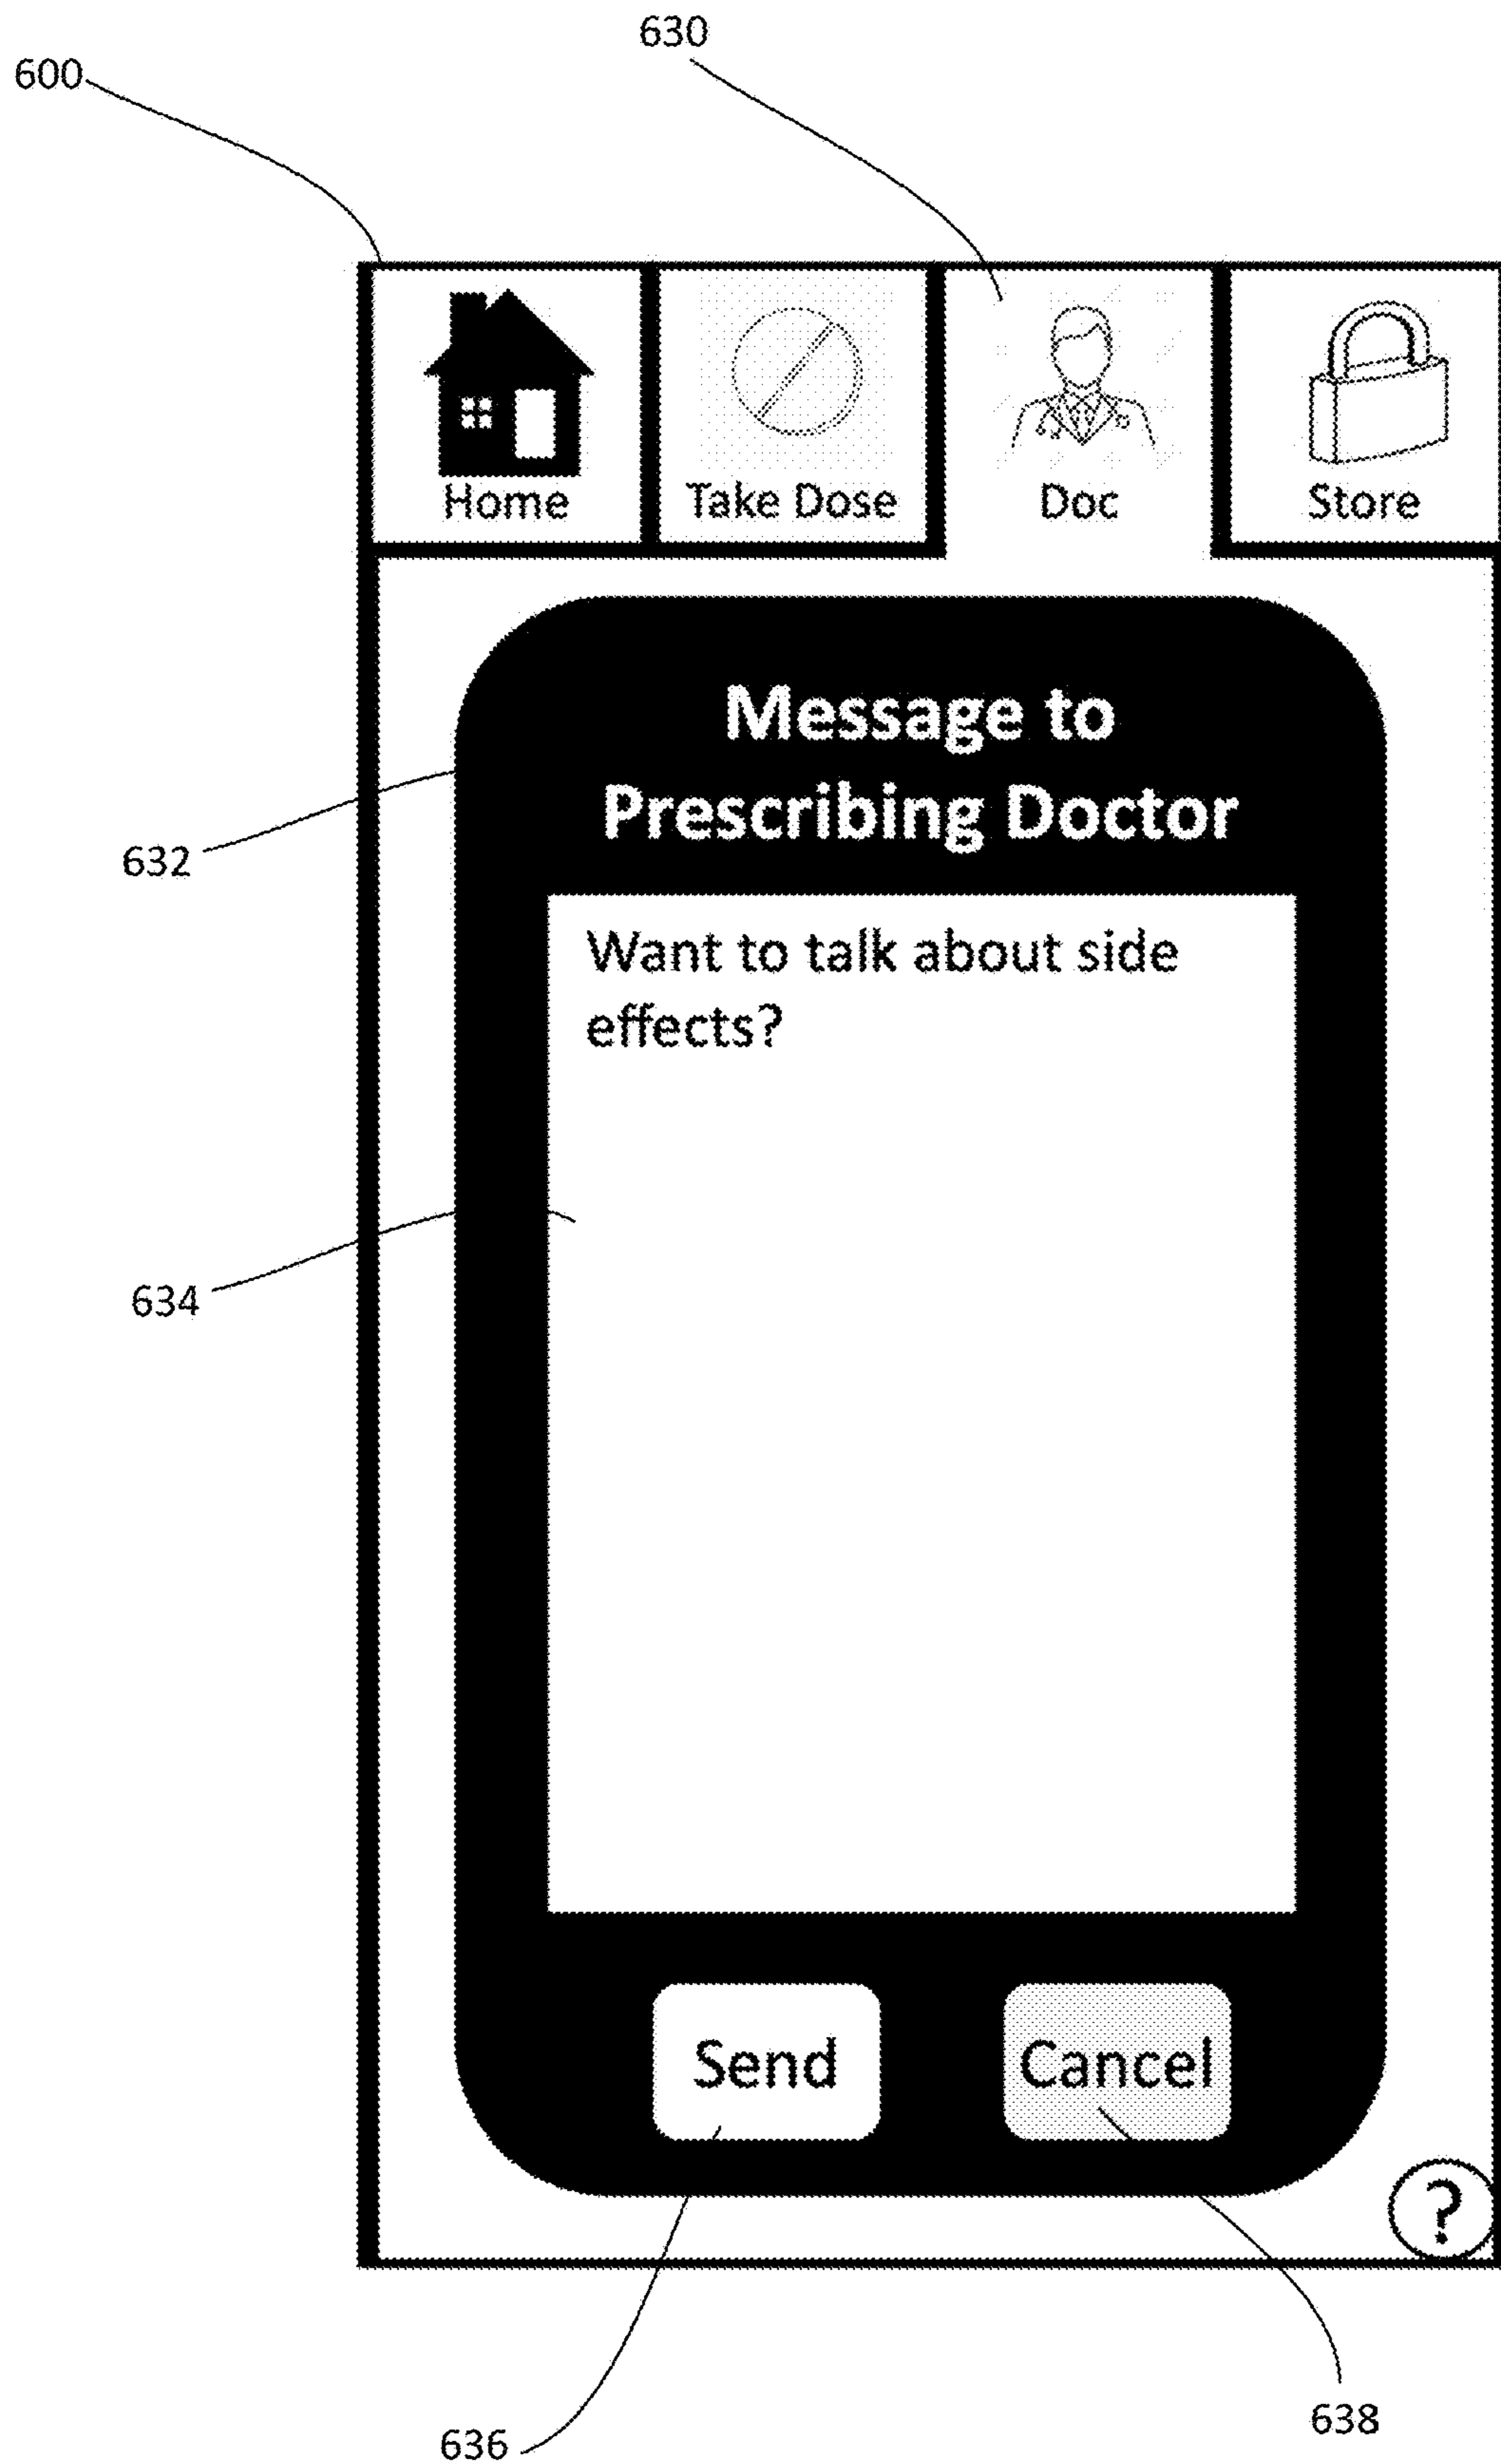 630
600
Home
Take Dose
Doc
Store
Message to
Prescribing Doctor
632
Want to talk about side
effects?
634
Send
Cancel
?
638
636